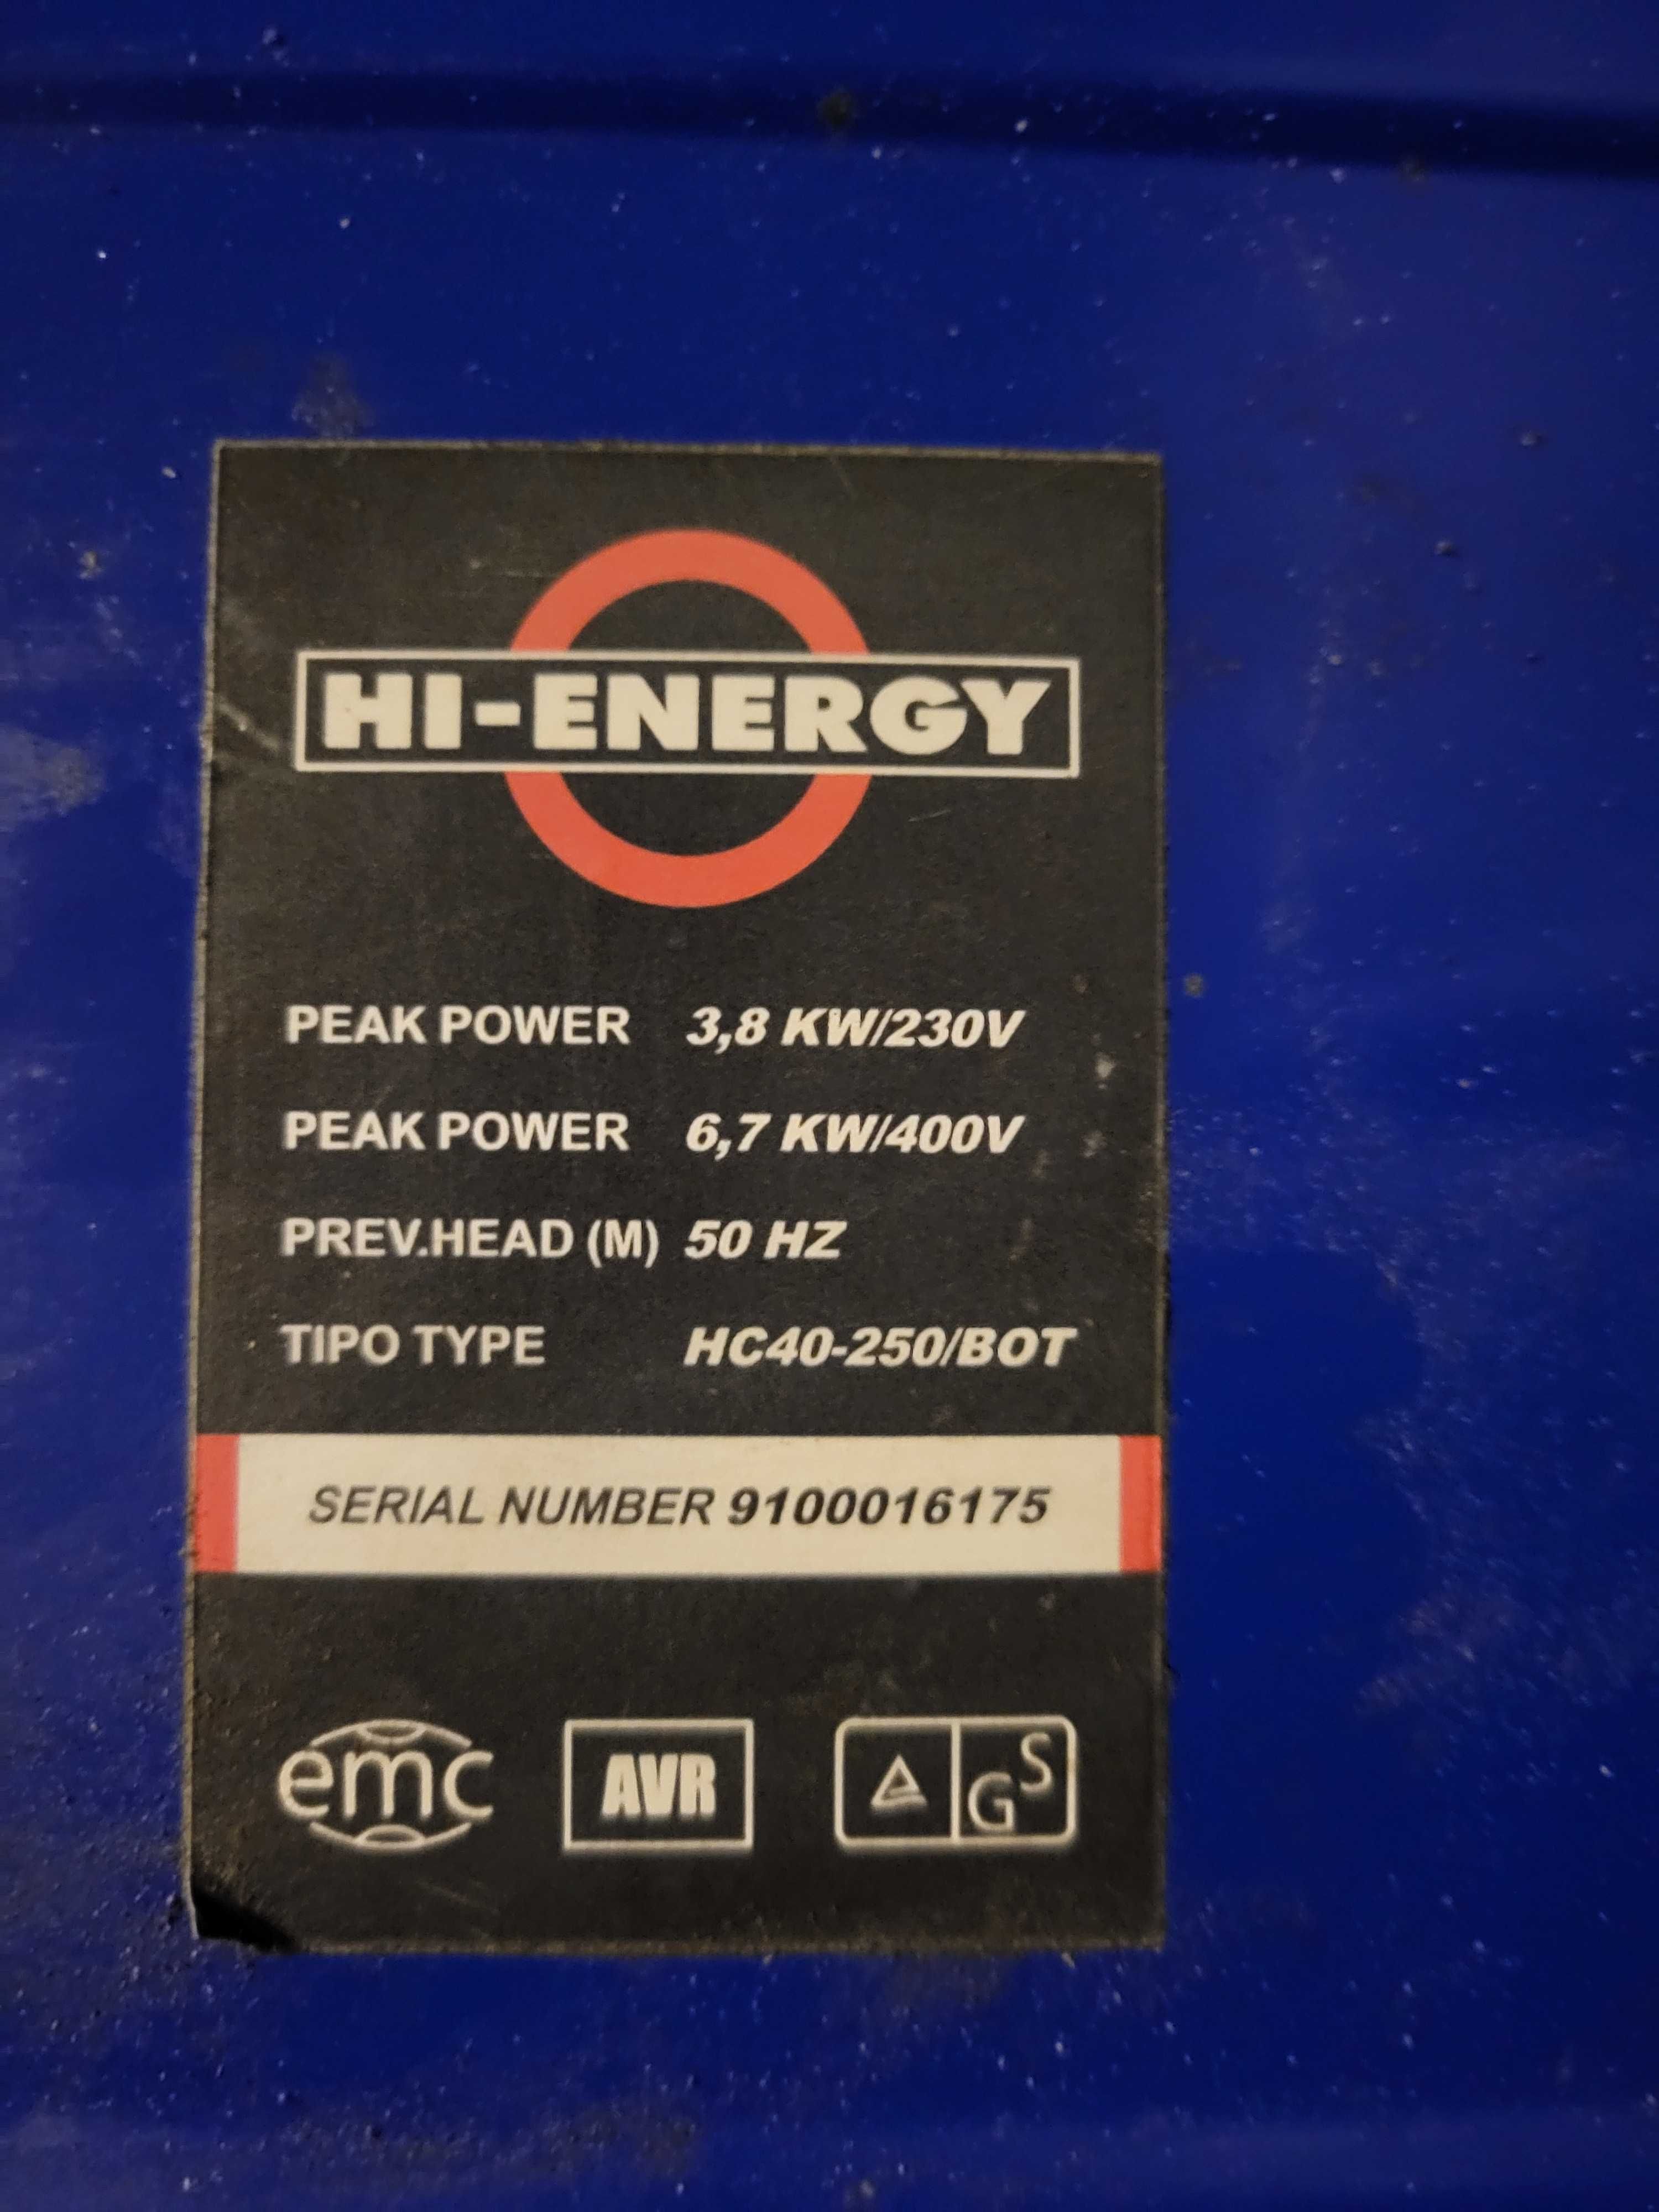 HI-ENERGY
PEAK POWER 3,8 KW/230V
PEAK POWER 6,7 KW/400V
PREV.HEAD (M) 50 HZ
TIPO TYPE HC40-250/BOT
SERIAL NUMBER 9100016175
emc AVR GS